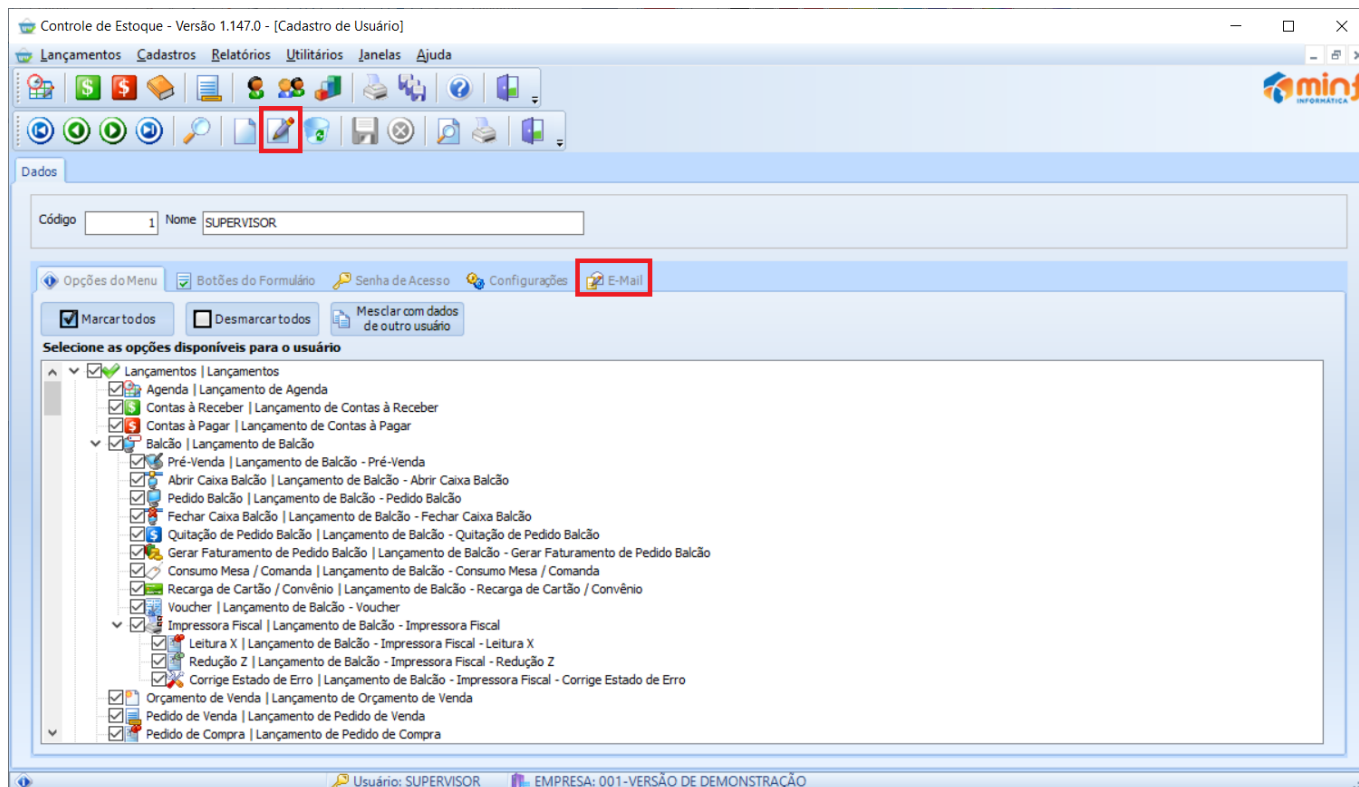 Controle de Estoque - Versão 1.147.0 - [Cadastro de Usuário]
Lançamentos Cadastros Relatórios Utilitários Janelas Ajuda
minf
INFORMÁTICA
Dados
Código 1 Nome SUPERVISOR
Opções do Menu Botões do Formulário Senha de Acesso Configurações E-Mail
Marcar todos Desmarcar todos Mesclar com dados
de outro usuário
Selecione as opções disponíveis para o usuário
Lançamentos | Lançamentos
Agenda | Lançamento de Agenda
Contas à Receber | Lançamento de Contas à Receber
Contas à Pagar | Lançamento de Contas à Pagar
Balcão | Lançamento de Balcão
Pré-Venda | Lançamento de Balcão - Pré-Venda
Abrir Caixa Balcão | Lançamento de Balcão - Abrir Caixa Balcão
Pedido Balcão | Lançamento de Balcão - Pedido Balcão
Fechar Caixa Balcão | Lançamento de Balcão - Fechar Caixa Balcão
Quitação de Pedido Balcão | Lançamento de Balcão - Quitação de Pedido Balcão
Gerar Faturamento de Pedido Balcão | Lançamento de Balcão - Gerar Faturamento de Pedido Balcão
Consumo Mesa / Comanda | Lançamento de Balcão - Consumo Mesa / Comanda
Recarga de Cartão / Convênio | Lançamento de Balcão - Recarga de Cartão / Convênio
Voucher | Lançamento de Balcão - Voucher
Impressora Fiscal | Lançamento de Balcão - Impressora Fiscal
Leitura X | Lançamento de Balcão - Impressora Fiscal - Leitura X
Redução Z | Lançamento de Balcão - Impressora Fiscal - Redução Z
Corrige Estado de Erro | Lançamento de Balcão - Impressora Fiscal - Corrige Estado de Erro
Orçamento de Venda | Lançamento de Orçamento de Venda
Pedido de Venda | Lançamento de Pedido de Venda
Pedido de Compra | Lançamento de Pedido de Compra
Usuário: SUPERVISOR EMPRESA: 001-VERSÃO DE DEMONSTRAÇÃO